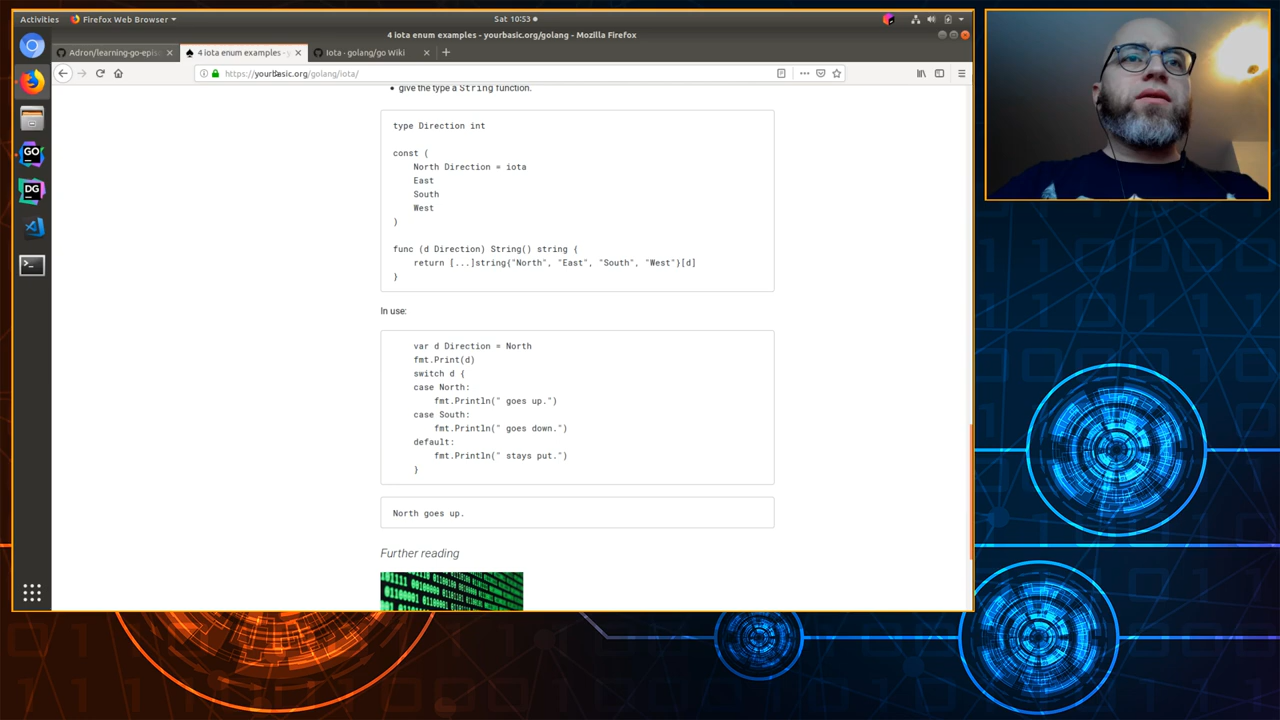 Activities
Firefox Web Browser
Sat 10:53
4 iota enum examples - yourbasic.org/golang - Mozilla Firefox
Adron/learning-go-epis
4 iota enum examples - y
Iota · golang/go Wiki
https://yourbasic.org/golang/iota/
give the type a String function.
type Direction int
const (
North Direction = iota
East
South
West
)
func (d Direction) String() string {
return [...]string{"North", "East", "South", "West"}[d]
}
In use:
var d Direction = North
fmt.Print(d)
switch d {
case North:
fmt.Println(" goes up.")
case South:
fmt.Println(" goes down.")
default:
fmt.Println(" stays put.")
}
North goes up.
Further reading
GO
DG